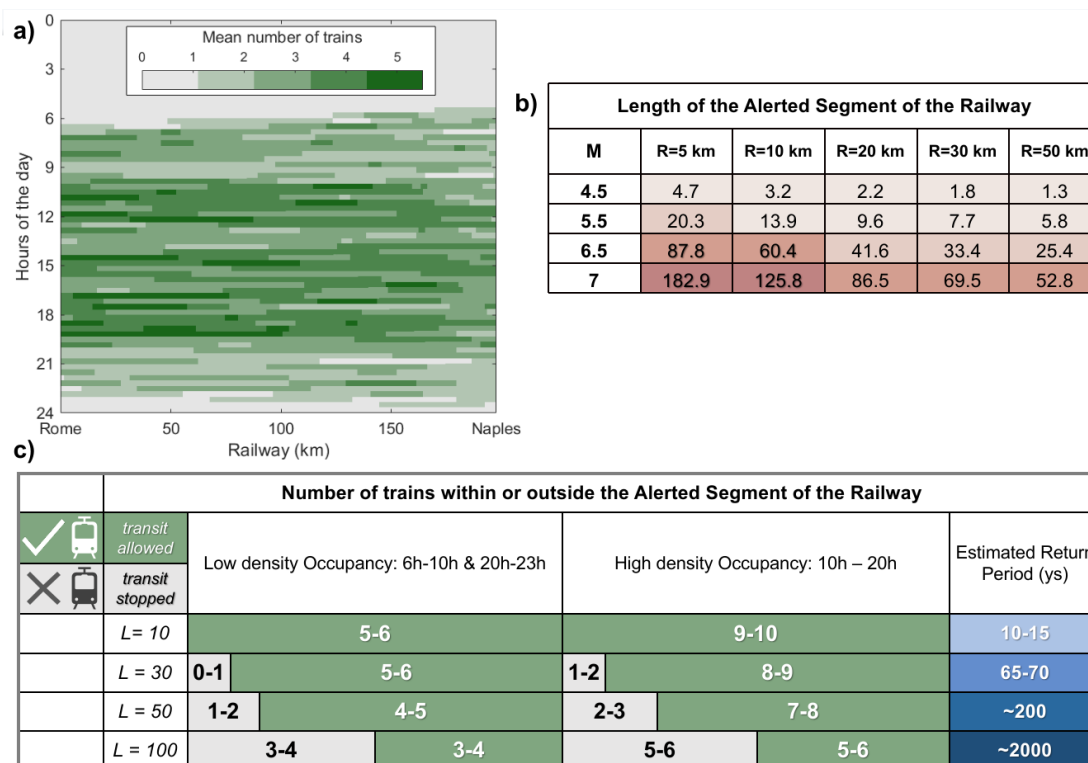 a)
Mean number of trains
0 1 2 3 4 5
0
3
6
9
12
15
18
21
24
Hours of the day
Rome 50 100 150 Naples
Railway (km)
b)
Length of the Alerted Segment of the Railway
M R=5 km R=10 km R=20 km R=30 km R=50 km
4.5 4.7 3.2 2.2 1.8 1.3
5.5 20.3 13.9 9.6 7.7 5.8
6.5 87.8 60.4 41.6 33.4 25.4
7 182.9 125.8 86.5 69.5 52.8
c)
Number of trains within or outside the Alerted Segment of the Railway
transit
allowed
transit
stopped
Low density Occupancy: 6h-10h & 20h-23h
High density Occupancy: 10h – 20h
Estimated Return
Period (ys)
L= 10 5-6 9-10 10-15
L = 30 0-1 5-6 1-2 8-9 65-70
L = 50 1-2 4-5 2-3 7-8 ~200
L = 100 3-4 3-4 5-6 5-6 ~2000